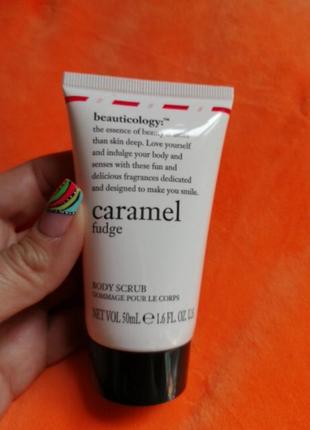 beauticology:™
the essence of beauty is more
than skin deep. Love yourself
and indulge your body and
senses with these fun and
delicious fragrances dedicated
and designed to make you smile.
caramel
fudge
BODY SCRUB
GOMMAGE POUR LE CORPS
NET VOL 50mL e 1.6 FL. OZ. U.S